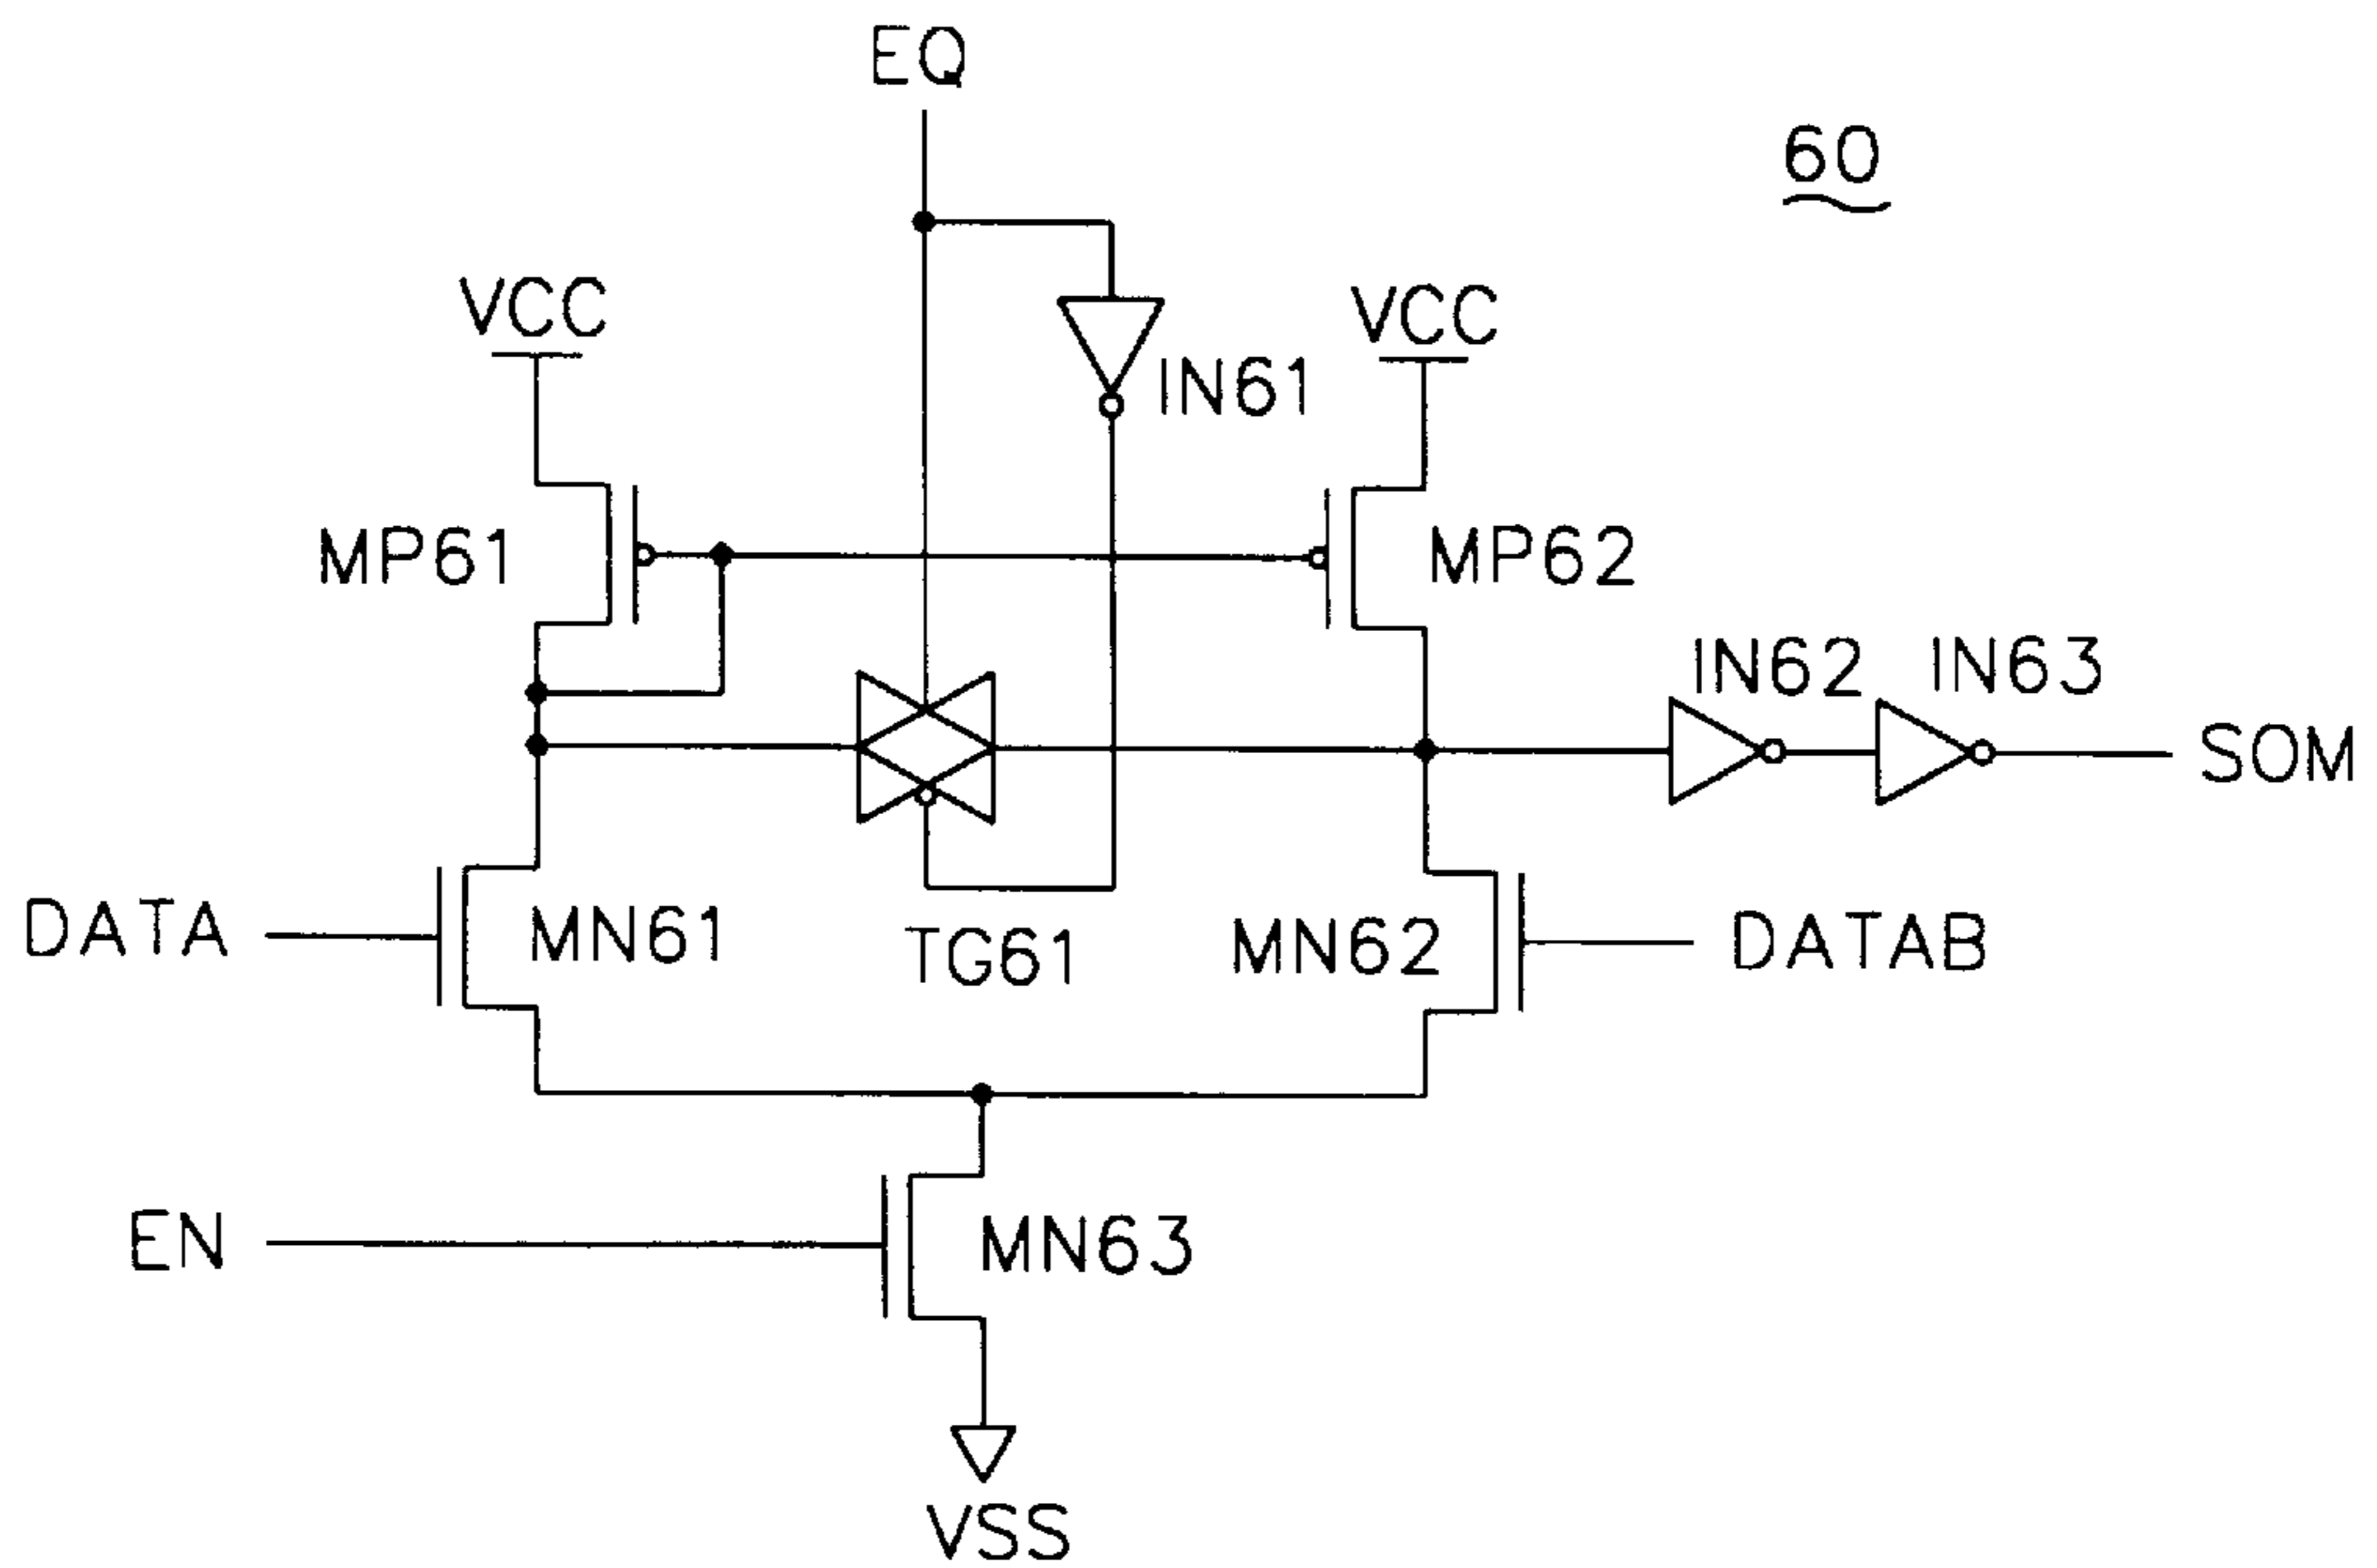 EQ
60
VCC
VCC
IN61
MP61
MP62
IN62
IN63
SOM
DATA
MN61
TG61
MN62
DATAB
EN
MN63
VSS